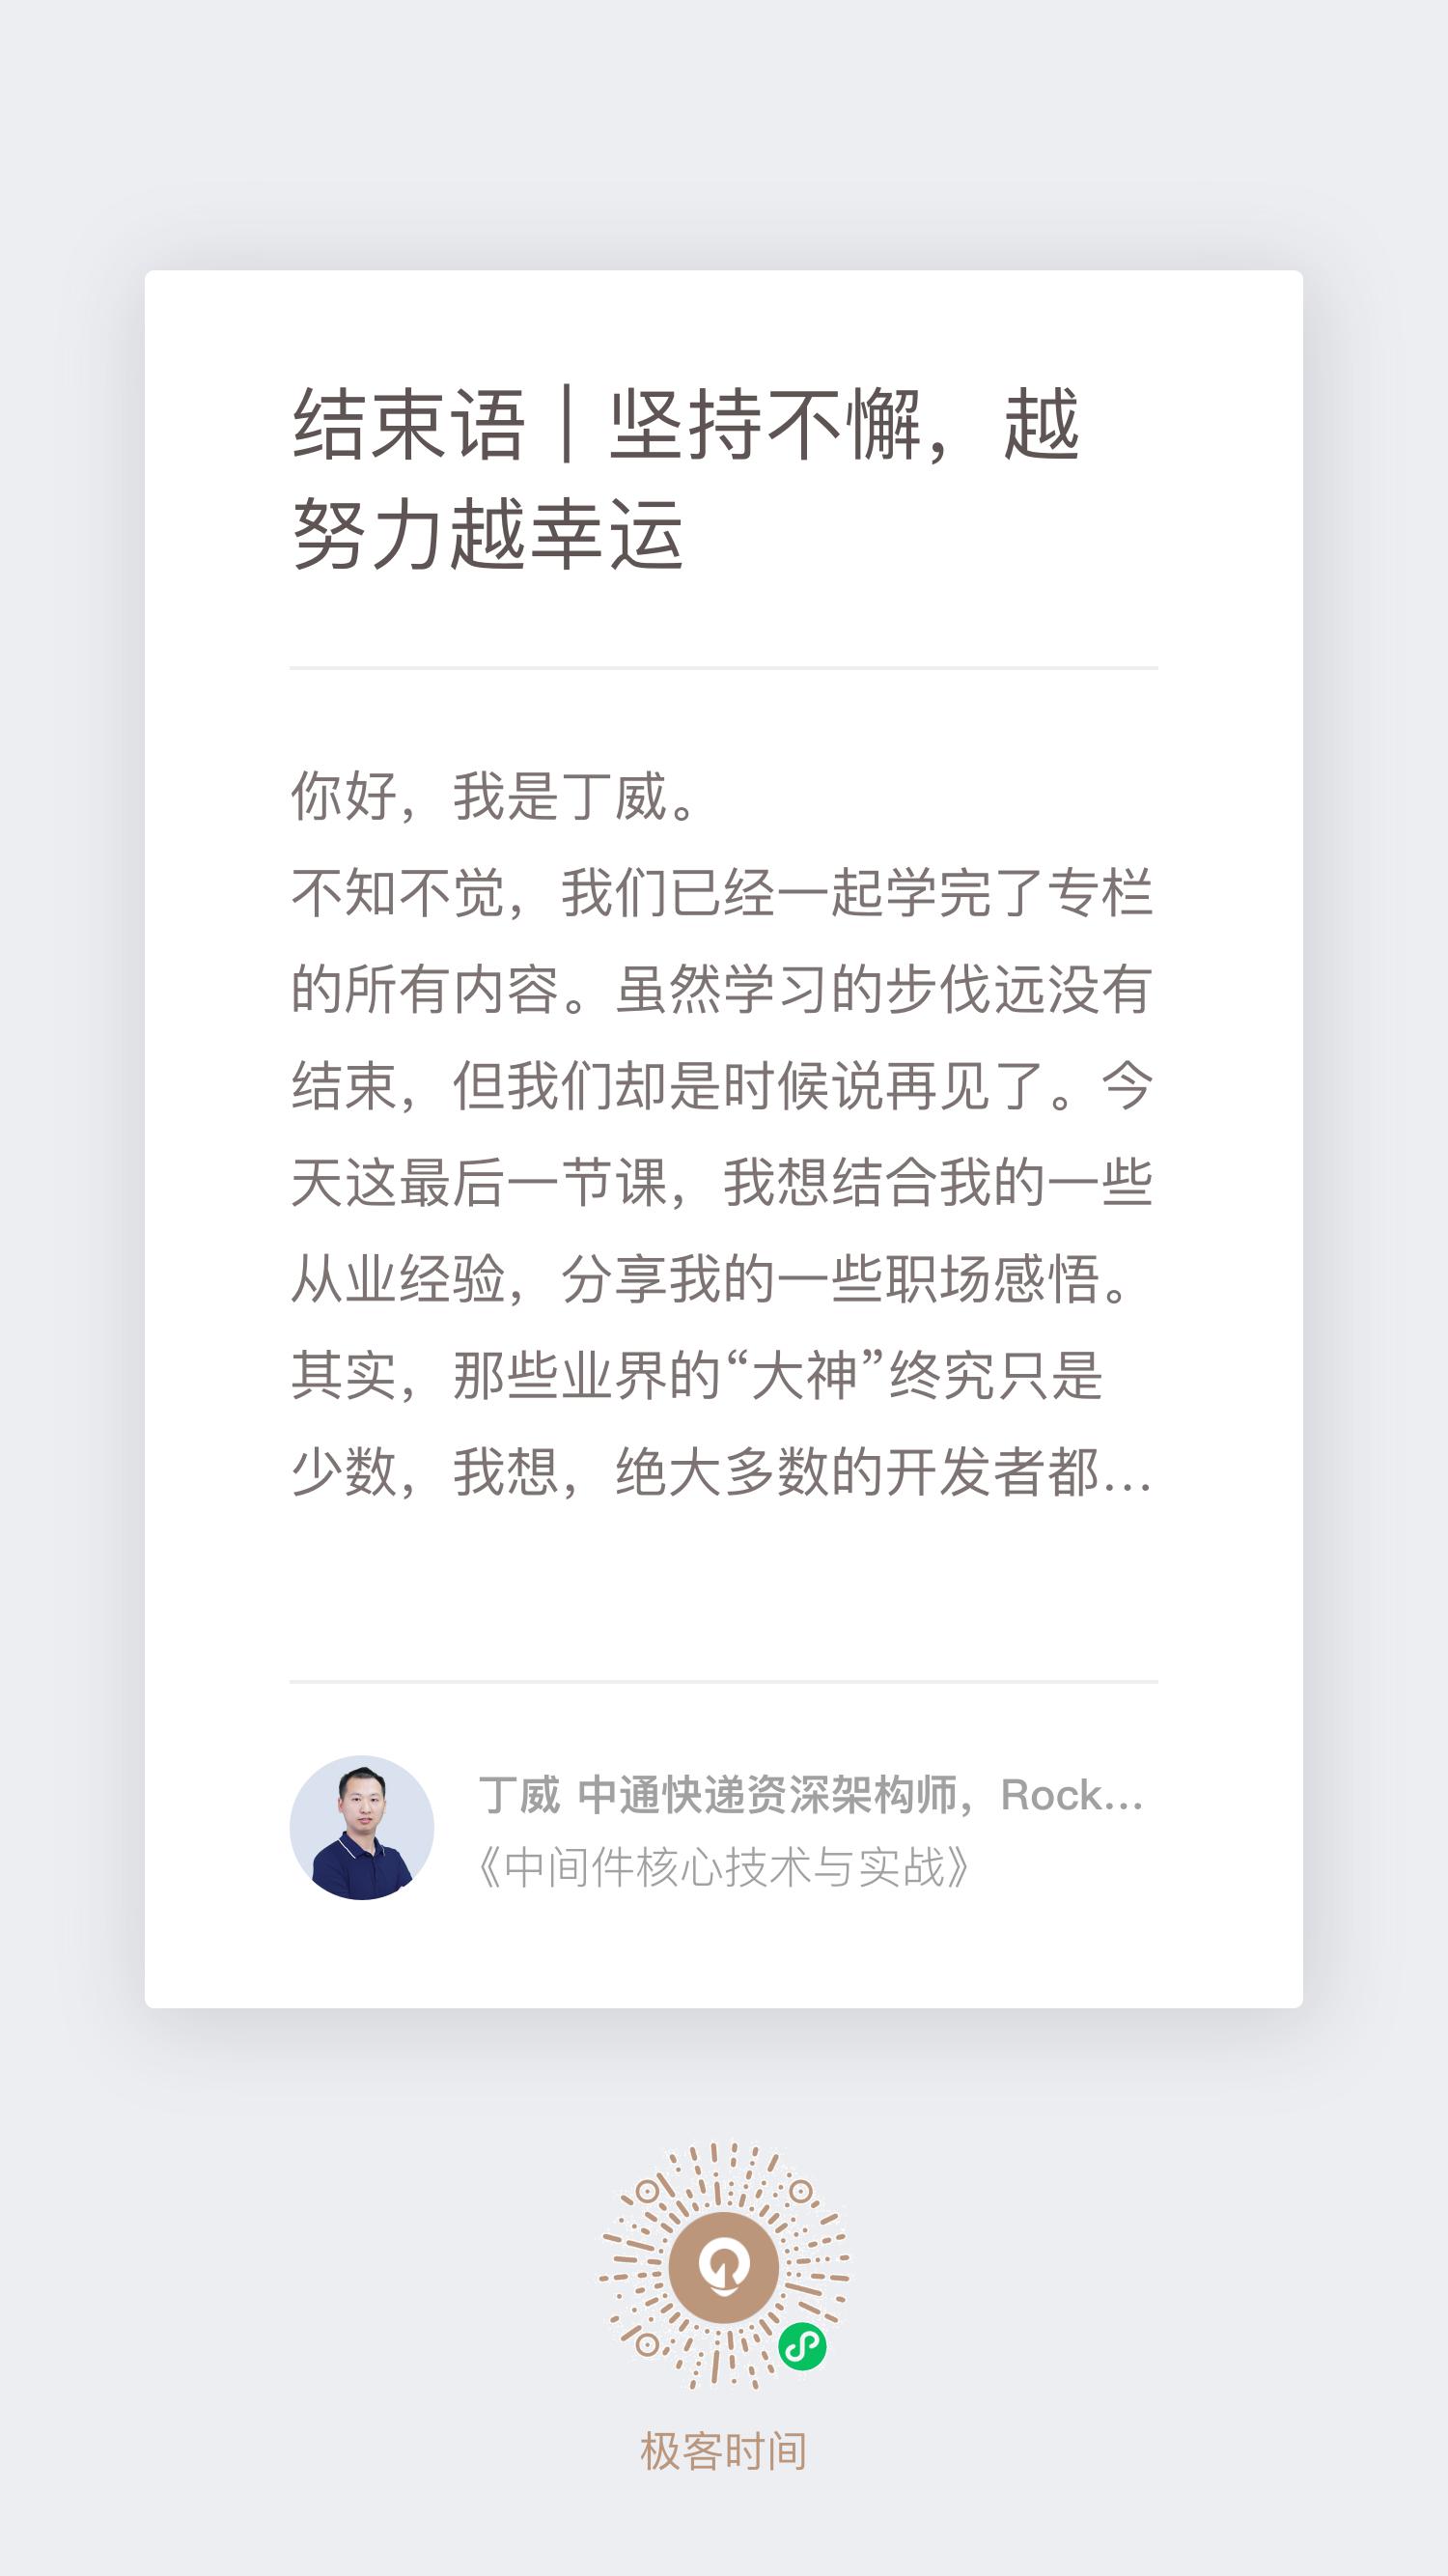 结束语｜坚持不懈，越
努力越幸运
你好，我是丁威。
不知不觉，我们已经一起学完了专栏
的所有内容。虽然学习的步伐远没有
结束，但我们却是时候说再见了。今
天这最后一节课，我想结合我的一些
从业经验，分享我的一些职场感悟。
其实，那些业界的“大神”终究只是
少数，我想，绝大多数的开发者都...
丁威 中通快递资深架构师，Rock...
《中间件核心技术与实战》
极客时间